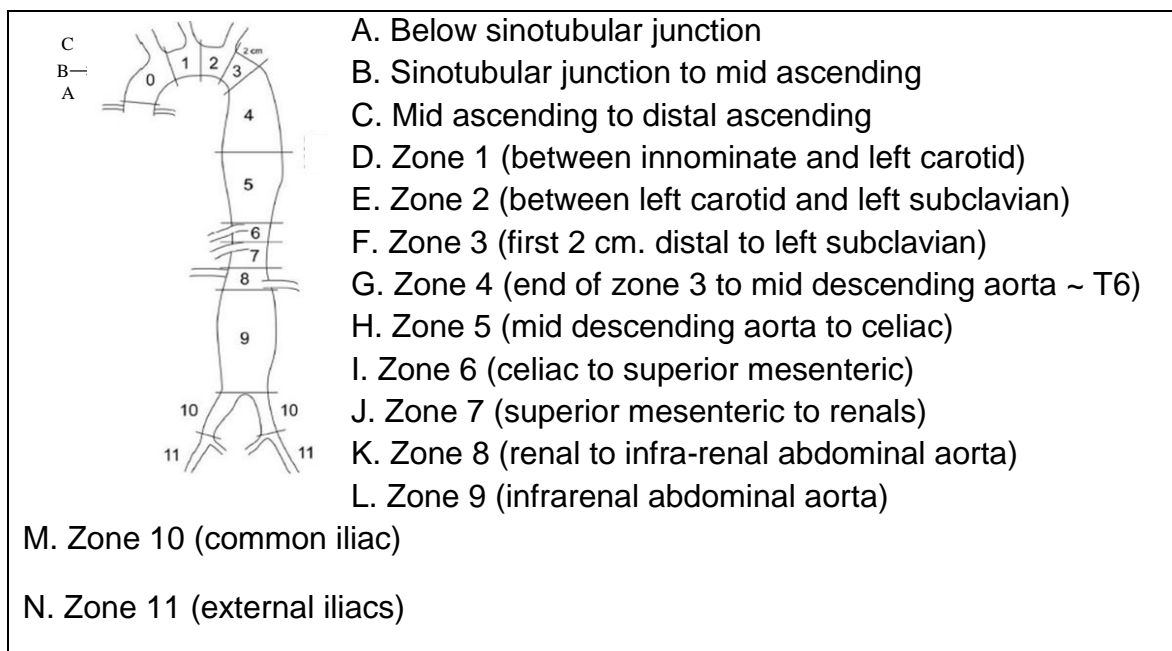 C
B
A
0
1
2
2 cm
3
4
5
6
7
8
9
10
10
11
11
A. Below sinotubular junction
B. Sinotubular junction to mid ascending
C. Mid ascending to distal ascending
D. Zone 1 (between innominate and left carotid)
E. Zone 2 (between left carotid and left subclavian)
F. Zone 3 (first 2 cm. distal to left subclavian)
G. Zone 4 (end of zone 3 to mid descending aorta ~ T6)
H. Zone 5 (mid descending aorta to celiac)
I. Zone 6 (celiac to superior mesenteric)
J. Zone 7 (superior mesenteric to renals)
K. Zone 8 (renal to infra-renal abdominal aorta)
L. Zone 9 (infrarenal abdominal aorta)
M. Zone 10 (common iliac)
N. Zone 11 (external iliacs)